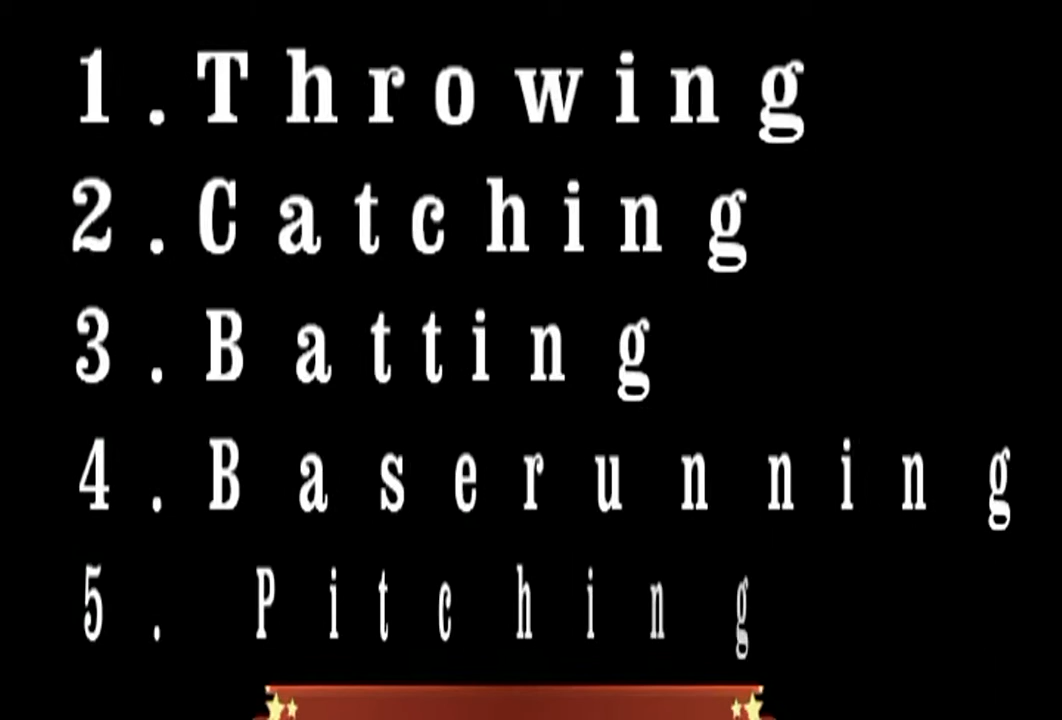 1. Throwing
2. Catching
3. Batting
4. Baserunning
5. Pitching